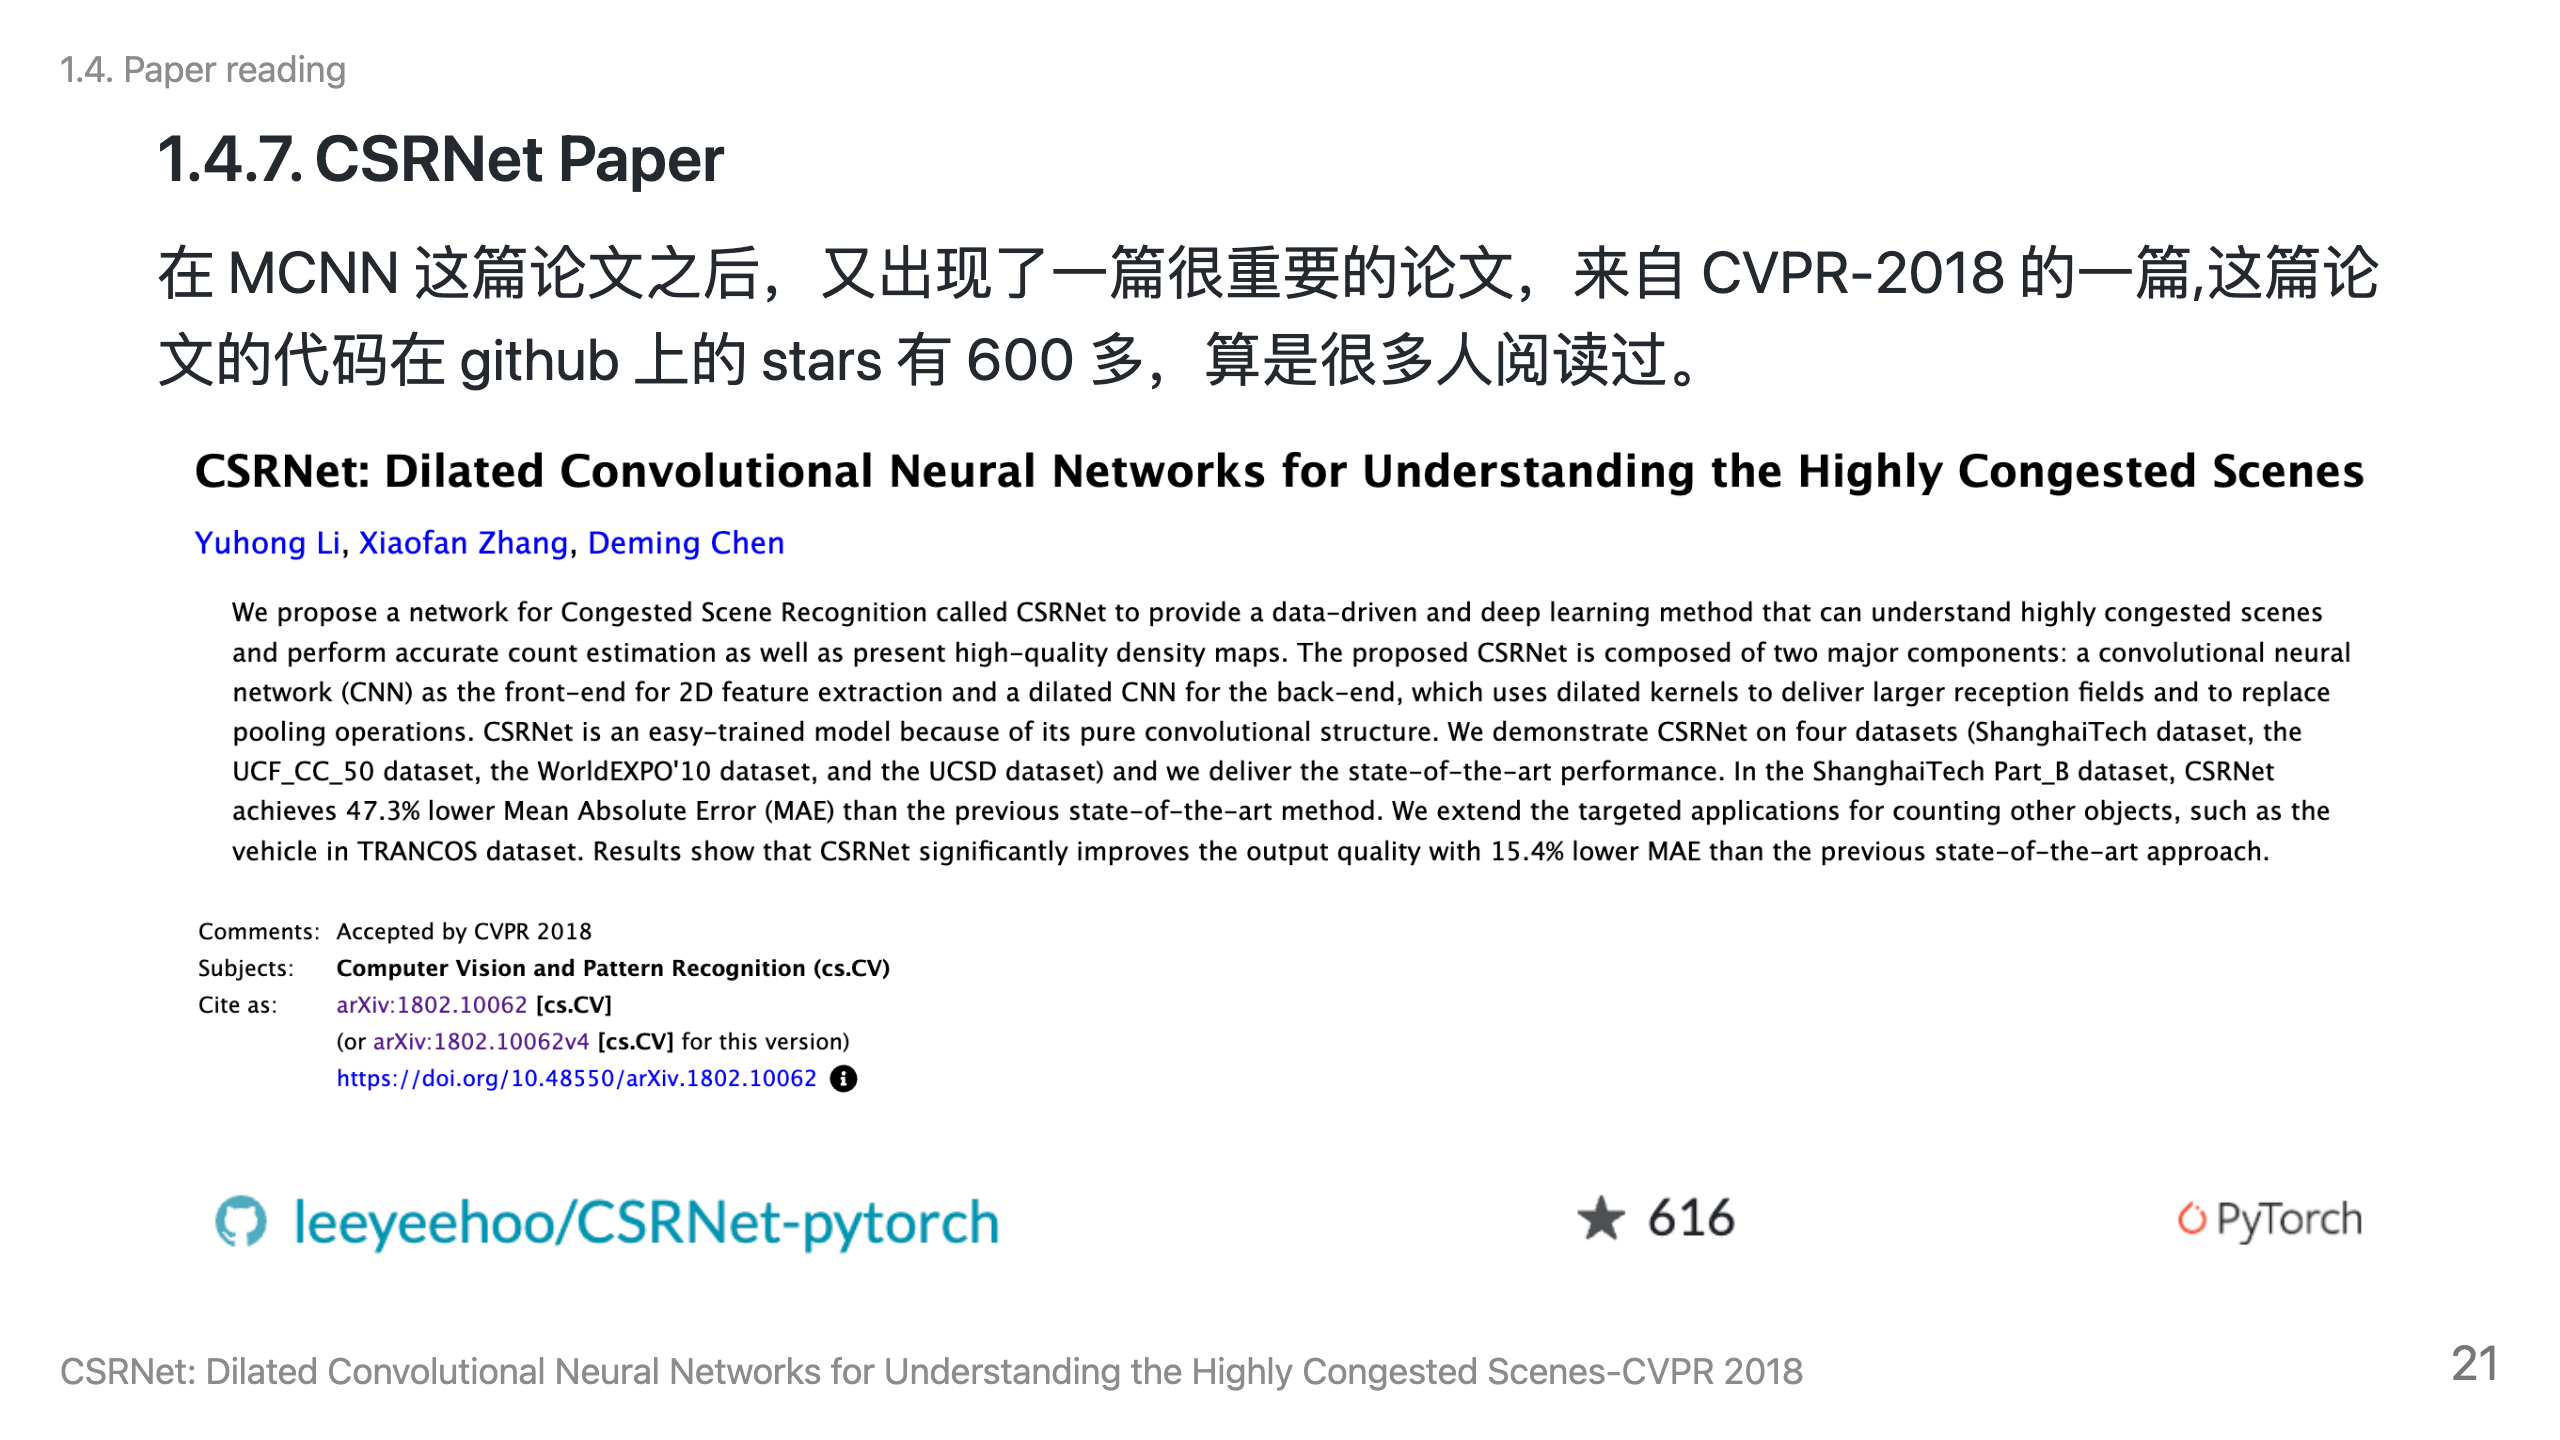 1.4. Paper reading
1.4.7. CSRNet Paper
在 MCNN 这篇论文之后，又出现了一篇很重要的论文，来自 CVPR-2018 的一篇,这篇论
文的代码在 github 上的 stars 有 600 多，算是很多人阅读过。
CSRNet: Dilated Convolutional Neural Networks for Understanding the Highly Congested Scenes
Yuhong Li, Xiaofan Zhang, Deming Chen
We propose a network for Congested Scene Recognition called CSRNet to provide a data-driven and deep learning method that can understand highly congested scenes
and perform accurate count estimation as well as present high-quality density maps. The proposed CSRNet is composed of two major components: a convolutional neural
network (CNN) as the front-end for 2D feature extraction and a dilated CNN for the back-end, which uses dilated kernels to deliver larger reception fields and to replace
pooling operations. CSRNet is an easy-trained model because of its pure convolutional structure. We demonstrate CSRNet on four datasets (ShanghaiTech dataset, the
UCF_CC_50 dataset, the WorldEXPO'10 dataset, and the UCSD dataset) and we deliver the state-of-the-art performance. In the ShanghaiTech Part_B dataset, CSRNet
achieves 47.3% lower Mean Absolute Error (MAE) than the previous state-of-the-art method. We extend the targeted applications for counting other objects, such as the
vehicle in TRANCOS dataset. Results show that CSRNet significantly improves the output quality with 15.4% lower MAE than the previous state-of-the-art approach.
Comments: Accepted by CVPR 2018
Subjects: Computer Vision and Pattern Recognition (cs.CV)
Cite as: arXiv:1802.10062 [cs.CV]
(or arXiv:1802.10062v4 [cs.CV] for this version)
https://doi.org/10.48550/arXiv.1802.10062
leeyeehoo/CSRNet-pytorch 616 PyTorch
CSRNet: Dilated Convolutional Neural Networks for Understanding the Highly Congested Scenes-CVPR 2018 21